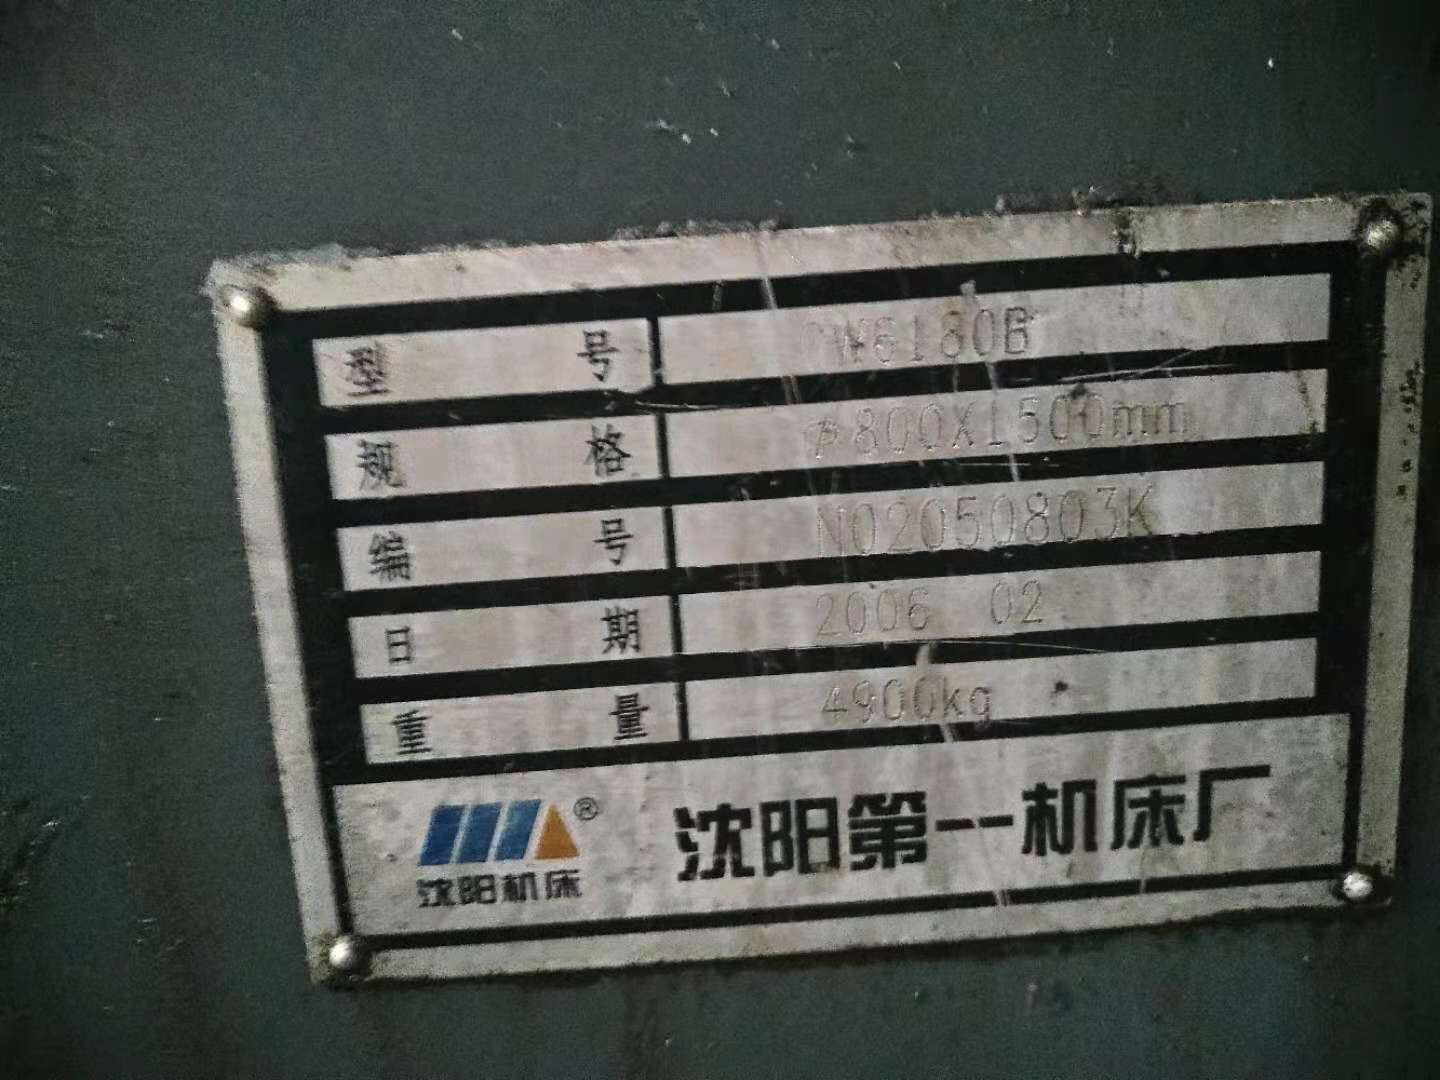 型 号 CW6180B
规 格 φ800X1500mm
编 号 N02050803K
日 期 2006 02
重 量 4900kg
® 沈阳机床
沈阳第一机床厂